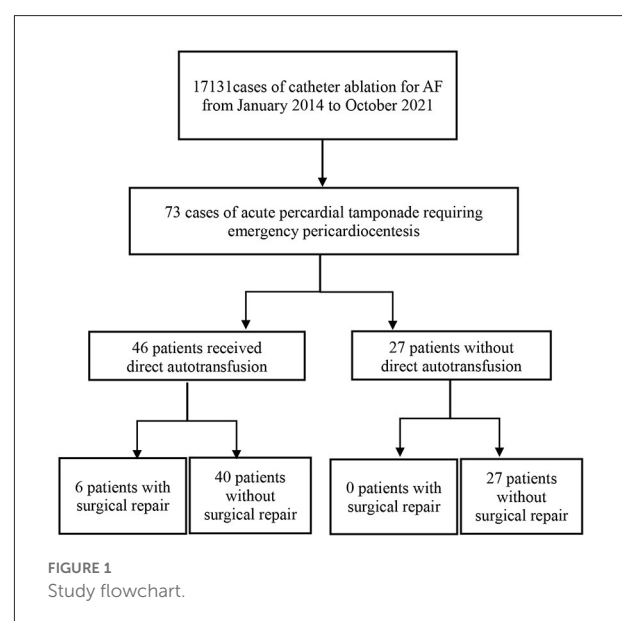 17131cases of catheter ablation for AF
from January 2014 to October 2021
73 cases of acute percardial tamponade requiring
emergency pericardiocentesis
46 patients received
direct autotransfusion
27 patients without
direct autotransfusion
6 patients with
surgical repair
40 patients
without
surgical repair
0 patients with
surgical repair
27 patients
without
surgical repair
FIGURE 1
Study flowchart.